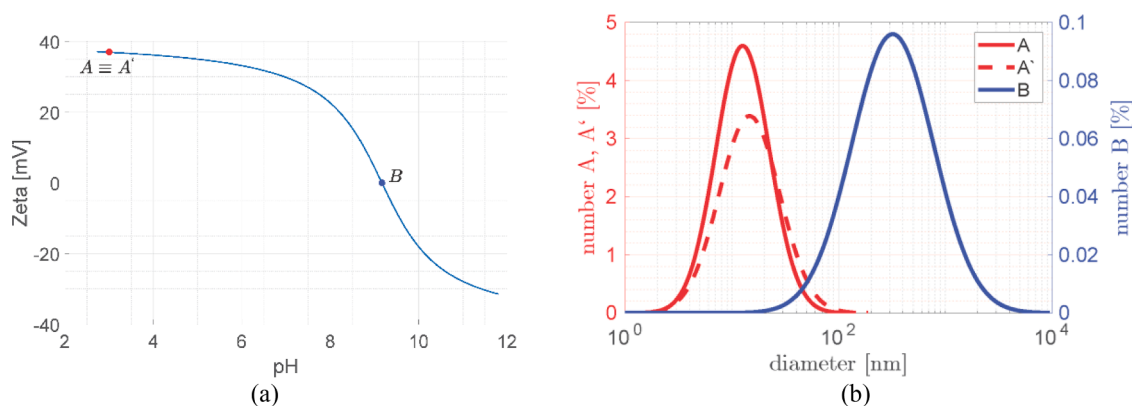 40
20
0
-20
-40
Zeta [mV]
A ≡ A‘
B
2
4
6
8
10
12
pH
(a)
5
4
3
2
1
0
number A, A‘ [%]
A
A`
B
0.1
0.08
0.06
0.04
0.02
0
number B [%]
10^0
10^2
10^4
diameter [nm]
(b)